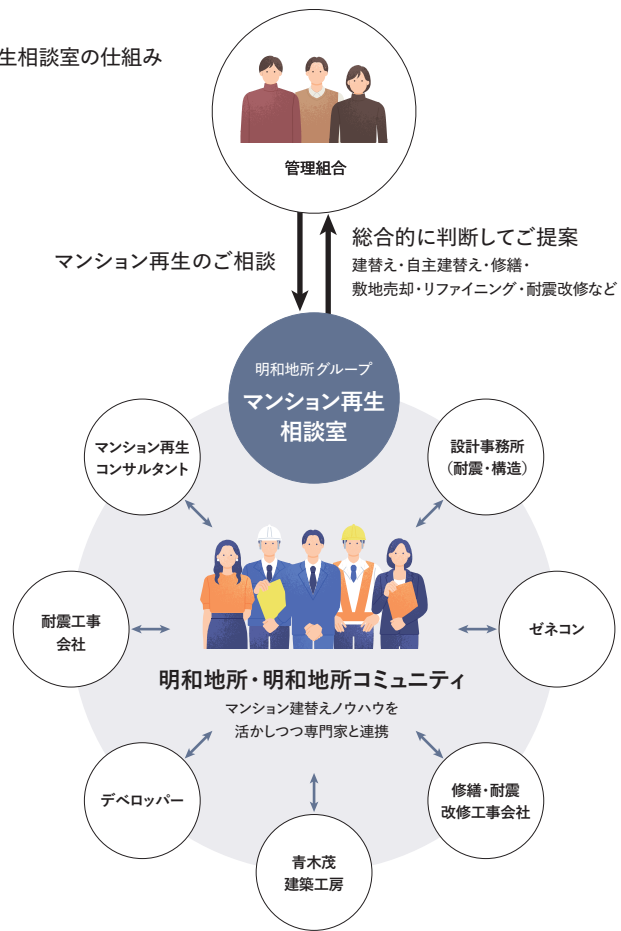 生相談室の仕組み
管理組合
マンション再生のご相談
総合的に判断してご提案
建替え・自主建替え・修繕・
敷地売却・リファイニング・耐震改修など
明和地所グループ
マンション再生
相談室
マンション再生
コンサルタント
設計事務所
（耐震・構造）
耐震工事
会社
ゼネコン
明和地所・明和地所コミュニティ
マンション建替えノウハウを
活かしつつ専門家と連携
デベロッパー
修繕・耐震
改修工事会社
青木茂
建築工房